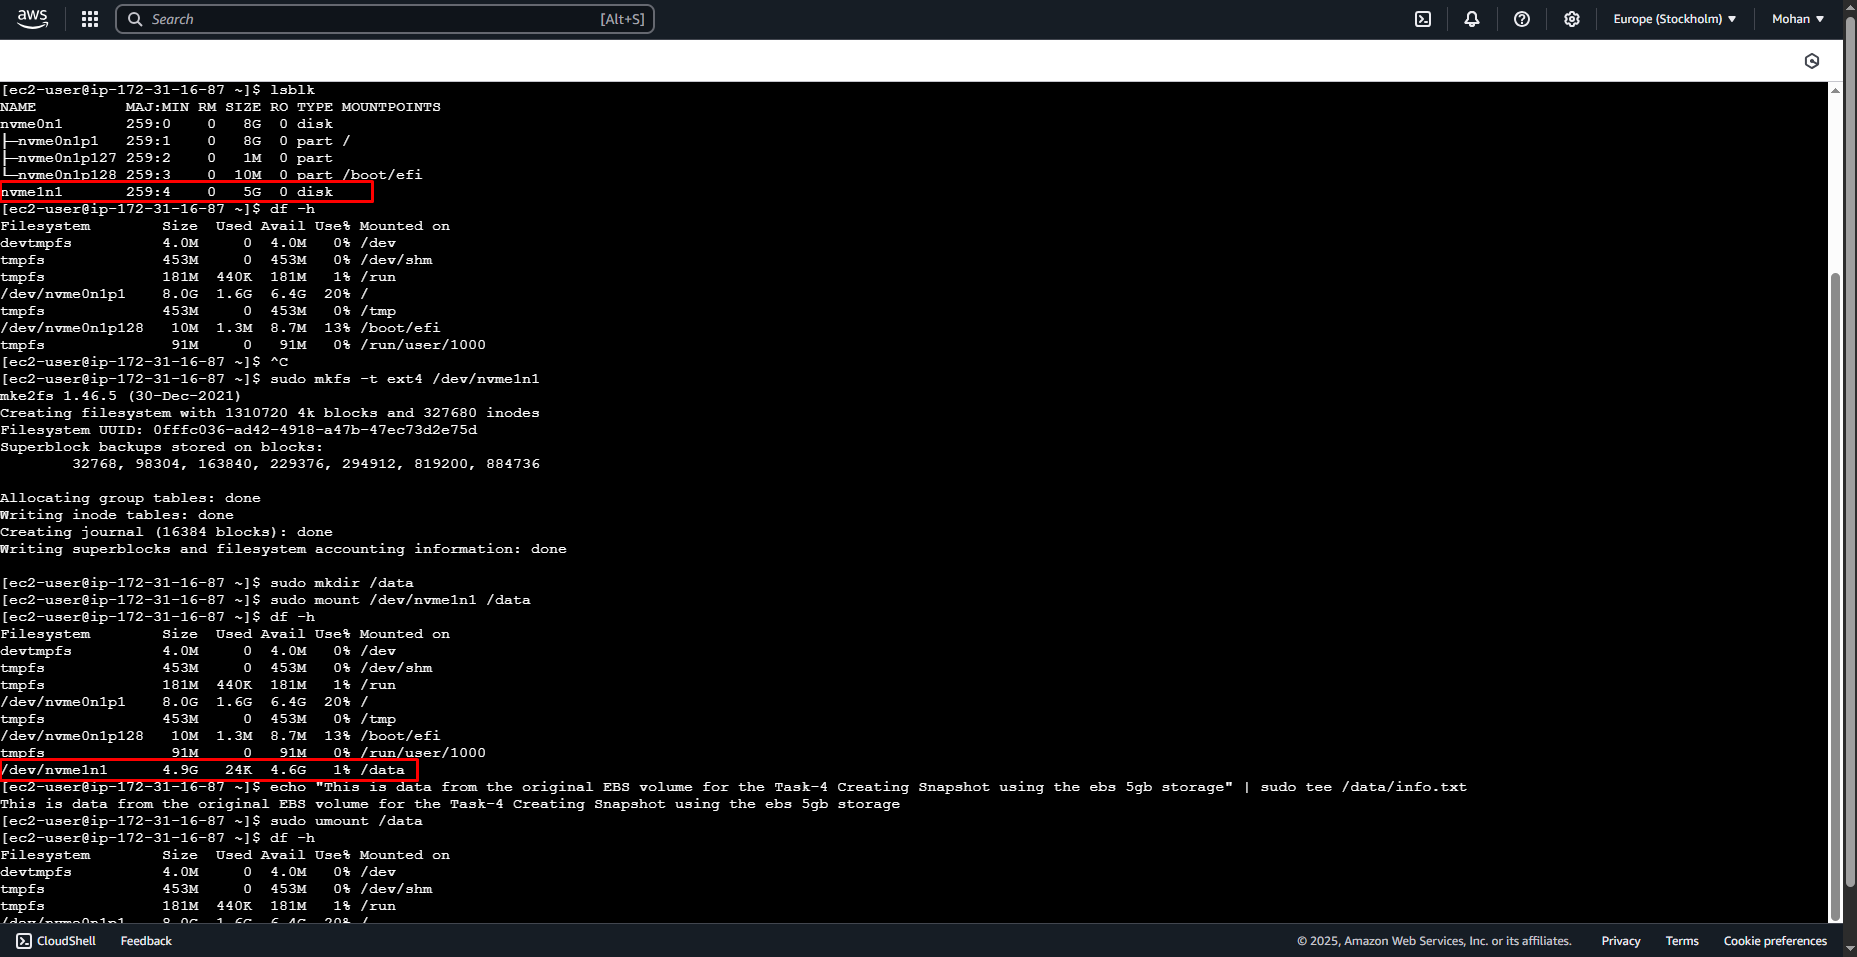 aws
Search [Alt+S]
Europe (Stockholm) Mohan
[ec2-user@ip-172-31-16-87 ~]$ lsblk
NAME MAJ:MIN RM SIZE RO TYPE MOUNTPOINTS
nvme0n1 259:0 0 8G 0 disk
├─nvme0n1p1 259:1 0 8G 0 part /
├─nvme0n1p127 259:2 0 1M 0 part
└─nvme0n1p128 259:3 0 10M 0 part /boot/efi
nvme1n1 259:4 0 5G 0 disk
[ec2-user@ip-172-31-16-87 ~]$ df -h
Filesystem Size Used Avail Use% Mounted on
devtmpfs 4.0M 0 4.0M 0% /dev
tmpfs 453M 0 453M 0% /dev/shm
tmpfs 181M 440K 181M 1% /run
/dev/nvme0n1p1 8.0G 1.6G 6.4G 20% /
tmpfs 453M 0 453M 0% /tmp
/dev/nvme0n1p128 10M 1.3M 8.7M 13% /boot/efi
tmpfs 91M 0 91M 0% /run/user/1000
[ec2-user@ip-172-31-16-87 ~]$ ^C
[ec2-user@ip-172-31-16-87 ~]$ sudo mkfs -t ext4 /dev/nvme1n1
mke2fs 1.46.5 (30-Dec-2021)
Creating filesystem with 1310720 4k blocks and 327680 inodes
Filesystem UUID: 0fffc036-ad42-4918-a47b-47ec73d2e75d
Superblock backups stored on blocks:
32768, 98304, 163840, 229376, 294912, 819200, 884736
Allocating group tables: done
Writing inode tables: done
Creating journal (16384 blocks): done
Writing superblocks and filesystem accounting information: done
[ec2-user@ip-172-31-16-87 ~]$ sudo mkdir /data
[ec2-user@ip-172-31-16-87 ~]$ sudo mount /dev/nvme1n1 /data
[ec2-user@ip-172-31-16-87 ~]$ df -h
Filesystem Size Used Avail Use% Mounted on
devtmpfs 4.0M 0 4.0M 0% /dev
tmpfs 453M 0 453M 0% /dev/shm
tmpfs 181M 440K 181M 1% /run
/dev/nvme0n1p1 8.0G 1.6G 6.4G 20% /
tmpfs 453M 0 453M 0% /tmp
/dev/nvme0n1p128 10M 1.3M 8.7M 13% /boot/efi
tmpfs 91M 0 91M 0% /run/user/1000
/dev/nvme1n1 4.9G 24K 4.6G 1% /data
[ec2-user@ip-172-31-16-87 ~]$ echo "This is data from the original EBS volume for the Task-4 Creating Snapshot using the ebs 5gb storage" | sudo tee /data/info.txt
This is data from the original EBS volume for the Task-4 Creating Snapshot using the ebs 5gb storage
[ec2-user@ip-172-31-16-87 ~]$ sudo umount /data
[ec2-user@ip-172-31-16-87 ~]$ df -h
Filesystem Size Used Avail Use% Mounted on
devtmpfs 4.0M 0 4.0M 0% /dev
tmpfs 453M 0 453M 0% /dev/shm
tmpfs 181M 440K 181M 1% /run
/dev/nvme0n1p1 8.0G 1.6G 6.4G 20% /
CloudShell Feedback © 2025, Amazon Web Services, Inc. or its affiliates. Privacy Terms Cookie preferences